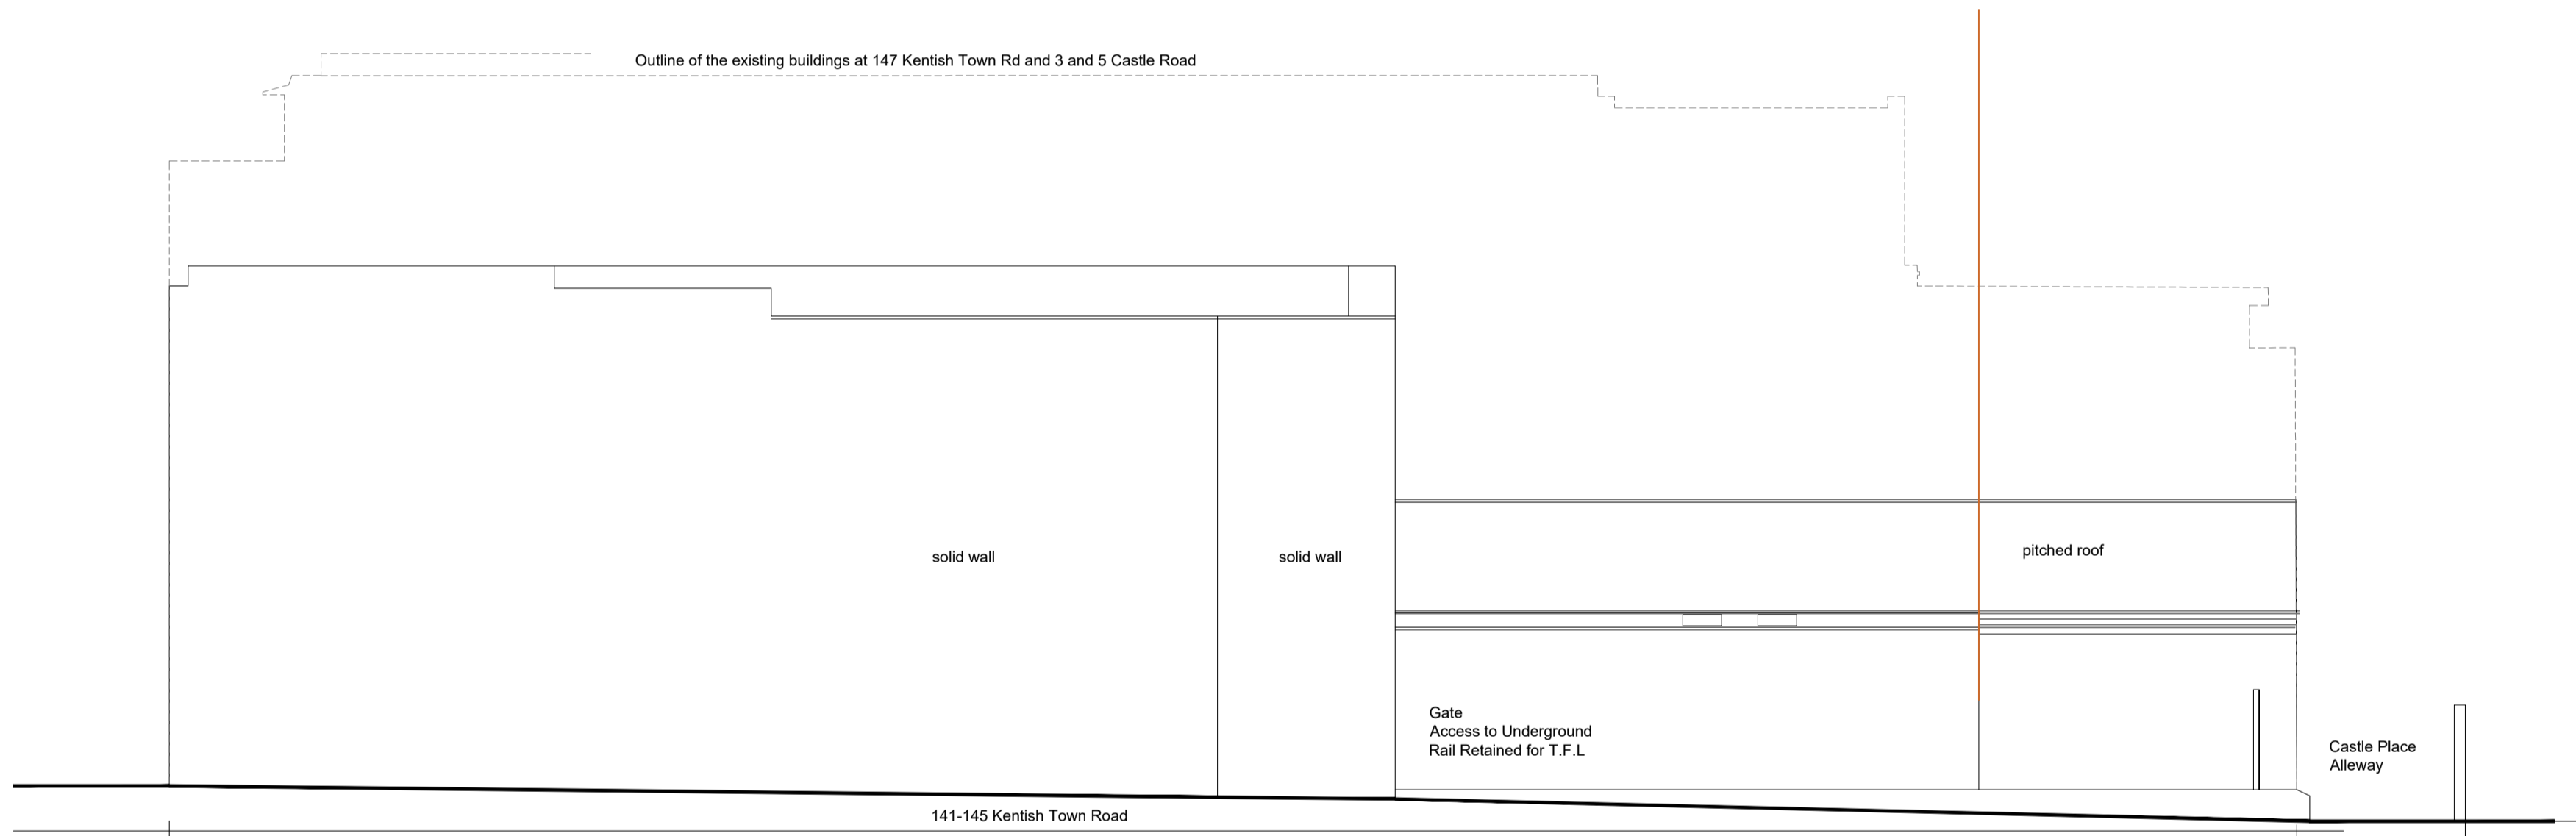 Outline of the existing buildings at 147 Kentish Town Rd and 3 and 5 Castle Road
solid wall
solid wall
pitched roof
Gate
Access to Underground
Rail Retained for T.F.L
Castle Place
Alleway
141-145 Kentish Town Road